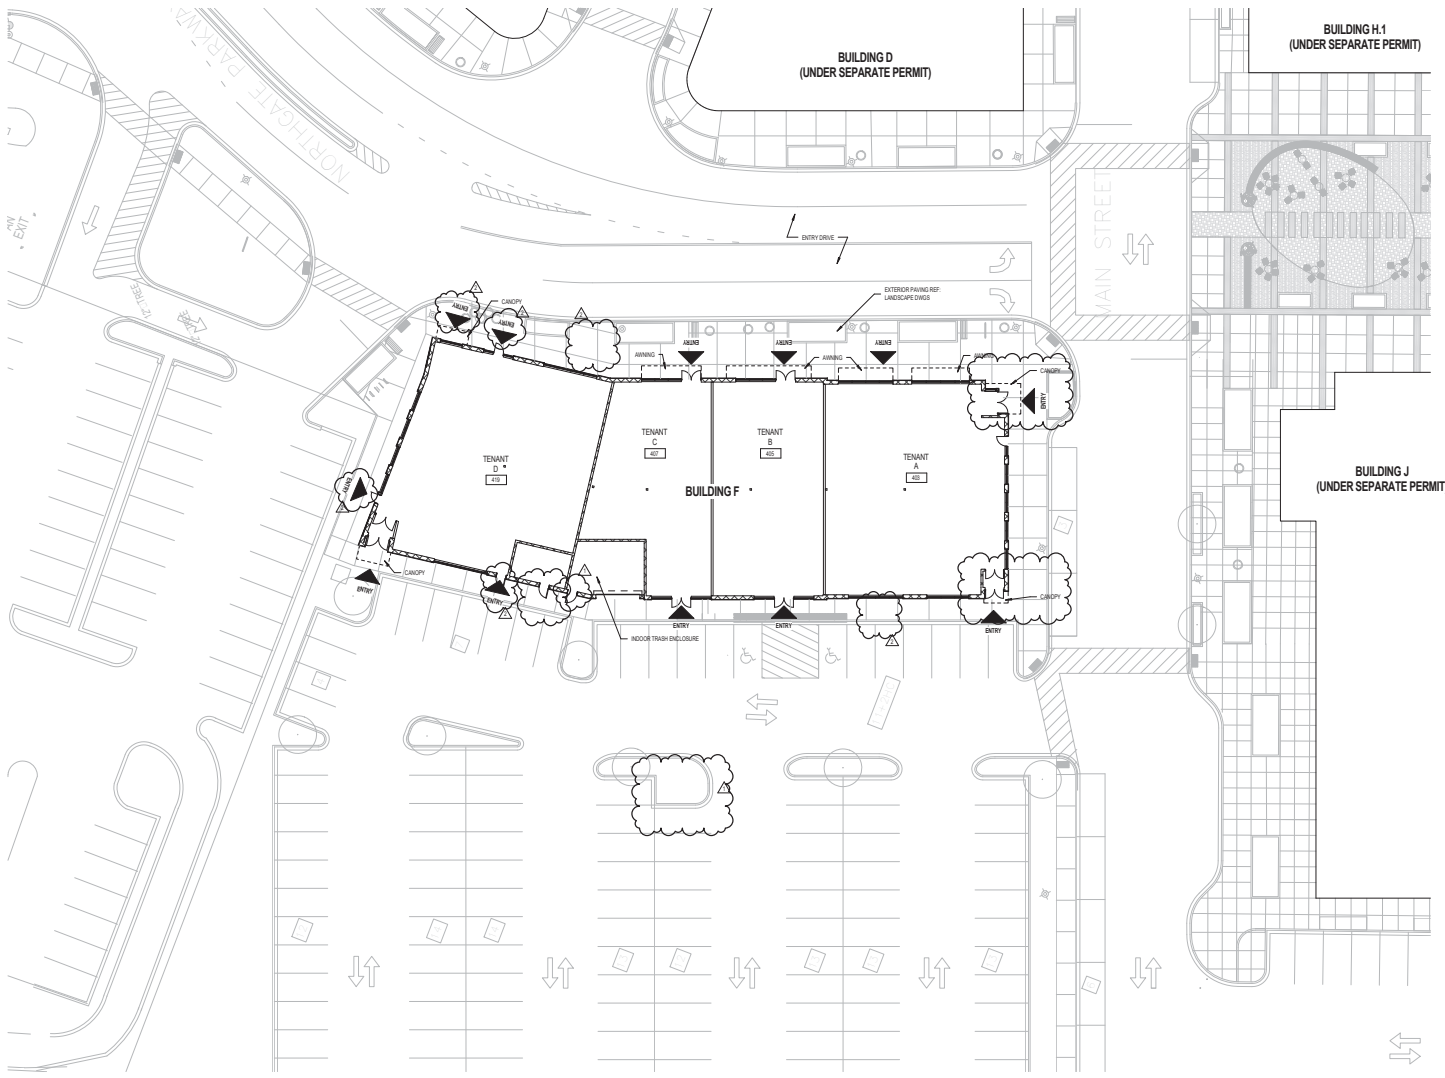 BUILDING H.1
(UNDER SEPARATE PERMIT)
BUILDING D
(UNDER SEPARATE PERMIT)
NORTHGATE PARKWAY
MAIN STREET
ENTRY DRIVE
EXIT
EXTERIOR PAVING REF:
LANDSCAPE DWGS
CANOPY
ENTRY
ENTRY
ENTRY
ENTRY
ENTRY
AWNING
AWNING
AWNING
CANOPY
ENTRY
TENANT
C
407
TENANT
B
405
TENANT
A
403
TENANT
D
419
BUILDING F
BUILDING J
(UNDER SEPARATE PERMIT
ENTRY
CANOPY
ENTRY
ENTRY
ENTRY
ENTRY
CANOPY
ENTRY
INDOOR TRASH ENCLOSURE